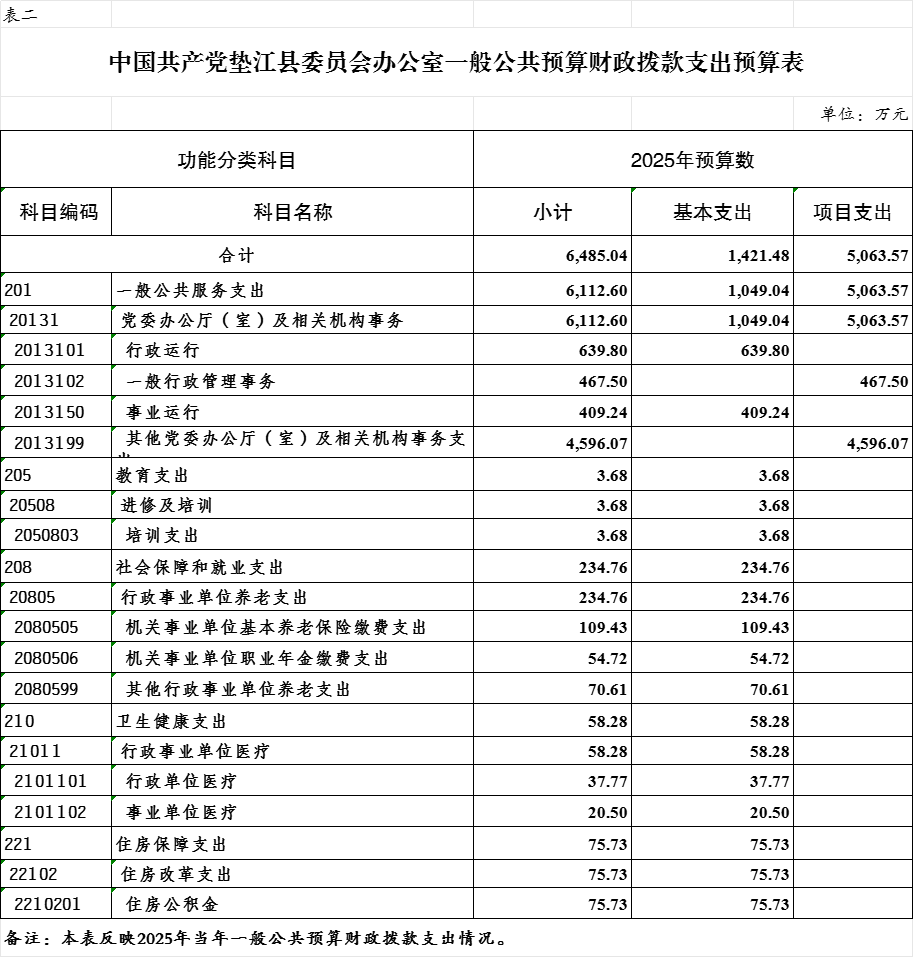 表二
中国共产党垫江县委员会办公室一般公共预算财政拨款支出预算表
单位：万元
功能分类科目 2025年预算数
科目编码 科目名称 小计 基本支出 项目支出
合计 6,485.04 1,421.48 5,063.57
201 一般公共服务支出 6,112.60 1,049.04 5,063.57
20131 党委办公厅（室）及相关机构事务 6,112.60 1,049.04 5,063.57
2013101 行政运行 639.80 639.80
2013102 一般行政管理事务 467.50 467.50
2013150 事业运行 409.24 409.24
2013199 其他党委办公厅（室）及相关机构事务支 4,596.07 4,596.07
205 教育支出 3.68 3.68
20508 进修及培训 3.68 3.68
2050803 培训支出 3.68 3.68
208 社会保障和就业支出 234.76 234.76
20805 行政事业单位养老支出 234.76 234.76
2080505 机关事业单位基本养老保险缴费支出 109.43 109.43
2080506 机关事业单位职业年金缴费支出 54.72 54.72
2080599 其他行政事业单位养老支出 70.61 70.61
210 卫生健康支出 58.28 58.28
21011 行政事业单位医疗 58.28 58.28
2101101 行政单位医疗 37.77 37.77
2101102 事业单位医疗 20.50 20.50
221 住房保障支出 75.73 75.73
22102 住房改革支出 75.73 75.73
2210201 住房公积金 75.73 75.73
备注：本表反映2025年当年一般公共预算财政拨款支出情况。